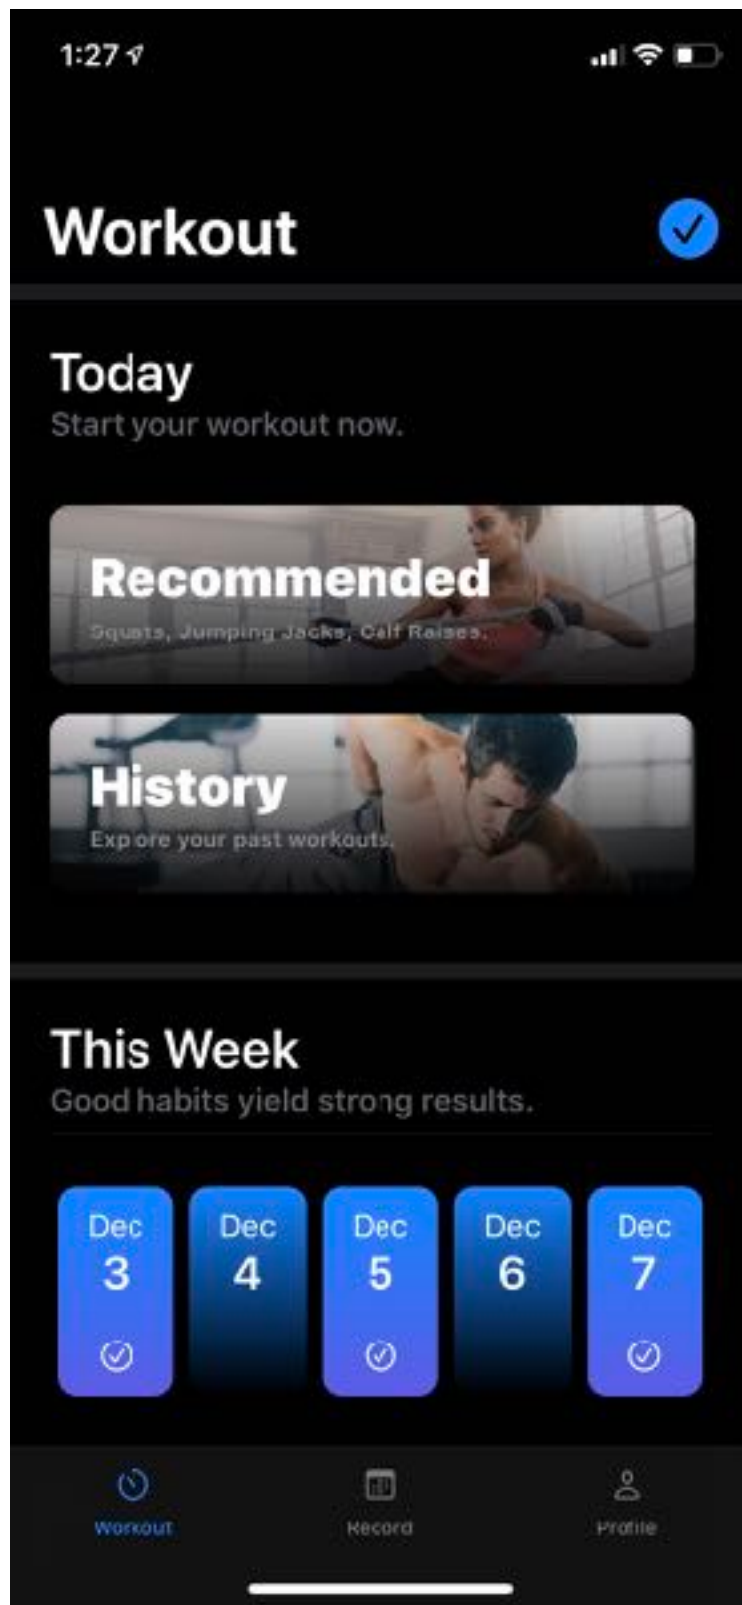 1:27
Workout
Today
Start your workout now.
Recommended
Squats, Jumping Jacks, Calf Raises.
History
Explore your past workouts.
This Week
Good habits yield strong results.
Dec Dec Dec Dec Dec
3 4 5 6 7
Workout Record Profile